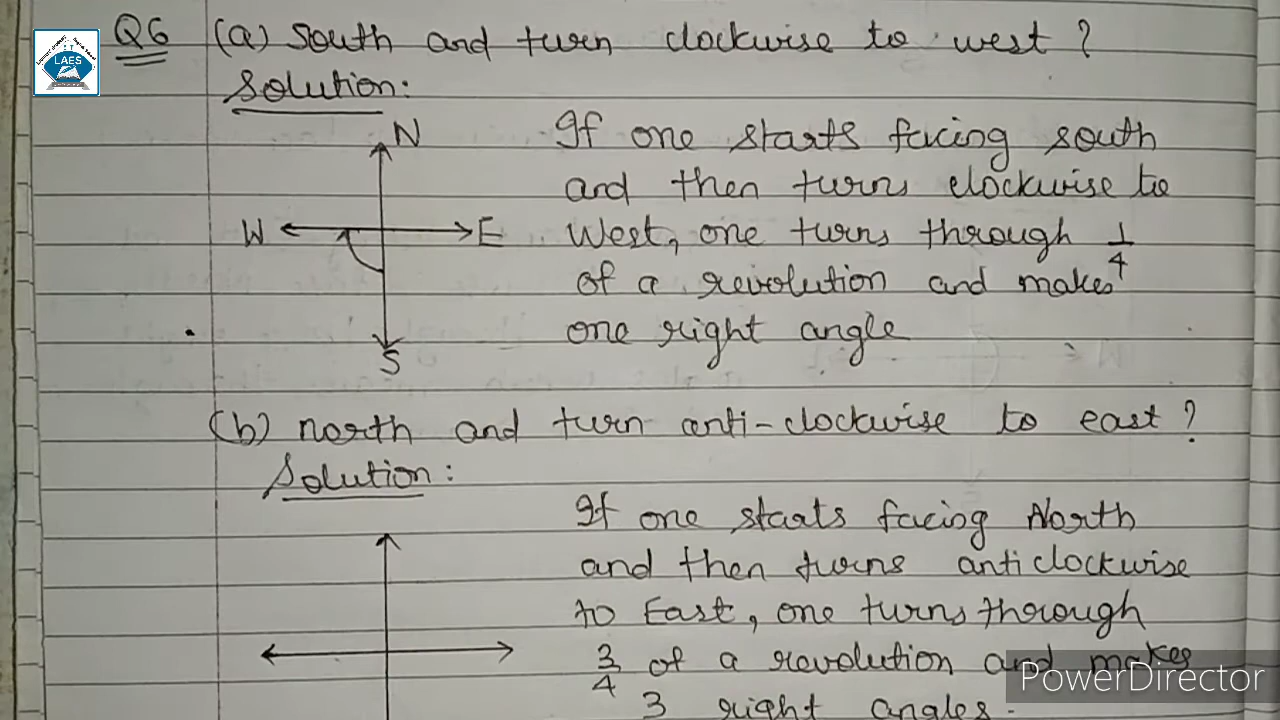 LAES
Q6 (a) South and turn clockwise to west ?
Solution:
N
W E
S
If one starts facing south
and then turns clockwise to
West, one turns through 1/4
of a revolution and makes
one right angle
(b) north and turn anti-clockwise to east ?
Solution :
If one starts facing North
and then turns anticlockwise
to East, one turns through
3/4 of a revolution and makes
3 right angles.
PowerDirector